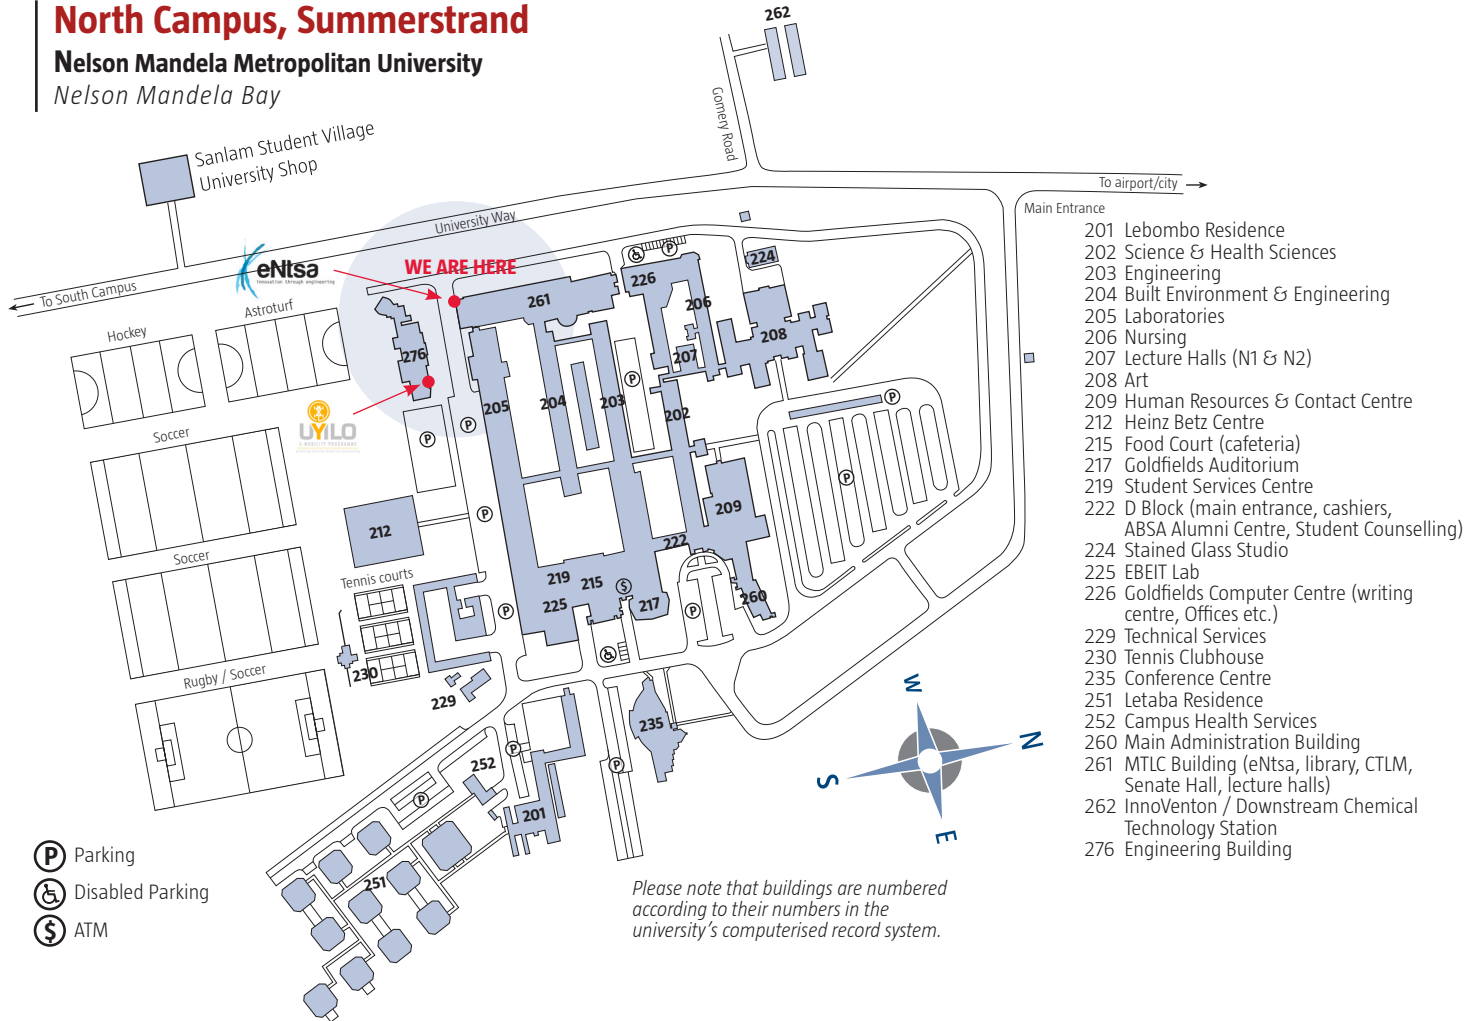 North Campus, Summerstrand
Nelson Mandela Metropolitan University
Nelson Mandela Bay
262
Gomery Road
Sanlam Student Village
University Shop
To airport/city
Main Entrance
University Way
To South Campus
eNtsa
innovation through engineering
WE ARE HERE
Hockey
Astroturf
276
261
226
224
206
208
207
205
204
203
202
P
UYILO
Soccer
212
209
222
Soccer
Tennis courts
219
215
$
225
217
260
230
229
Rugby / Soccer
235
252
201
251
W
N
S
E
201 Lebombo Residence
202 Science & Health Sciences
203 Engineering
204 Built Environment & Engineering
205 Laboratories
206 Nursing
207 Lecture Halls (N1 & N2)
208 Art
209 Human Resources & Contact Centre
212 Heinz Betz Centre
215 Food Court (cafeteria)
217 Goldfields Auditorium
219 Student Services Centre
222 D Block (main entrance, cashiers,
ABSA Alumni Centre, Student Counselling)
224 Stained Glass Studio
225 EBEIT Lab
226 Goldfields Computer Centre (writing
centre, Offices etc.)
229 Technical Services
230 Tennis Clubhouse
235 Conference Centre
251 Letaba Residence
252 Campus Health Services
260 Main Administration Building
261 MTLC Building (eNtsa, library, CTLM,
Senate Hall, lecture halls)
262 InnoVenton / Downstream Chemical
Technology Station
276 Engineering Building
P Parking
Disabled Parking
$ ATM
Please note that buildings are numbered
according to their numbers in the
university's computerised record system.